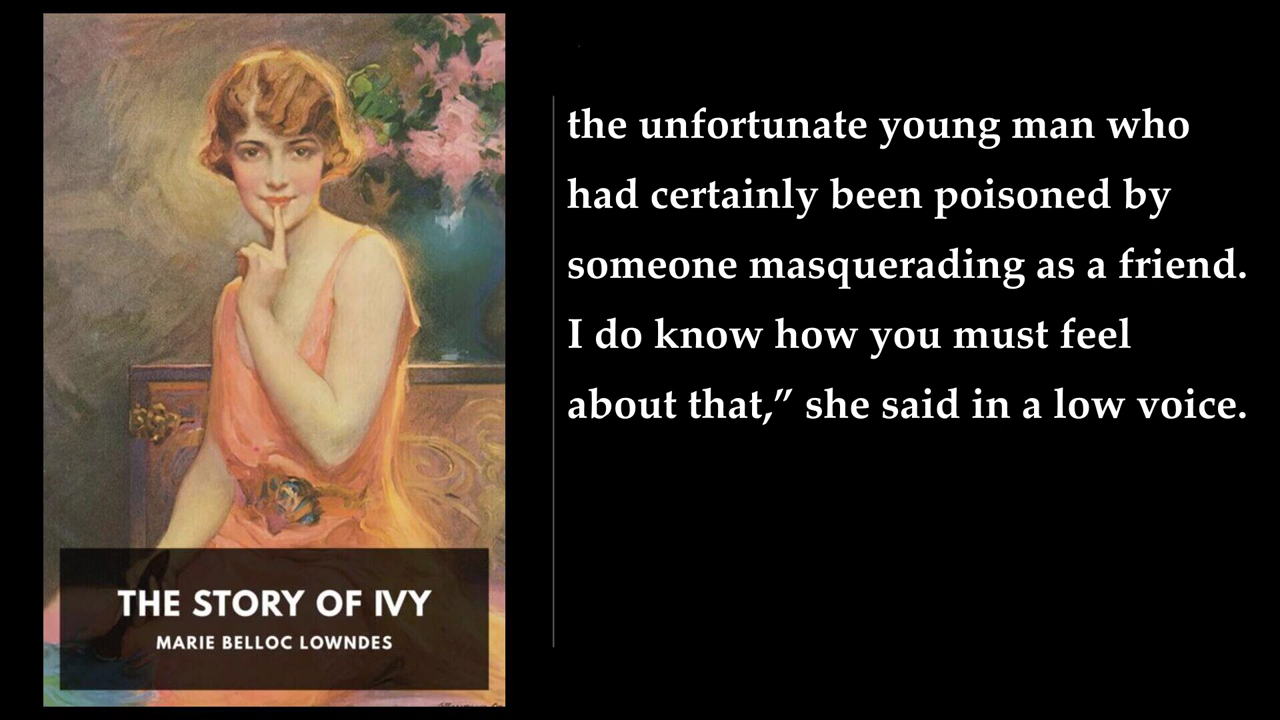 THE STORY OF IVY
MARIE BELLOC LOWNDES
the unfortunate young man who
had certainly been poisoned by
someone masquerading as a friend.
I do know how you must feel
about that,” she said in a low voice.